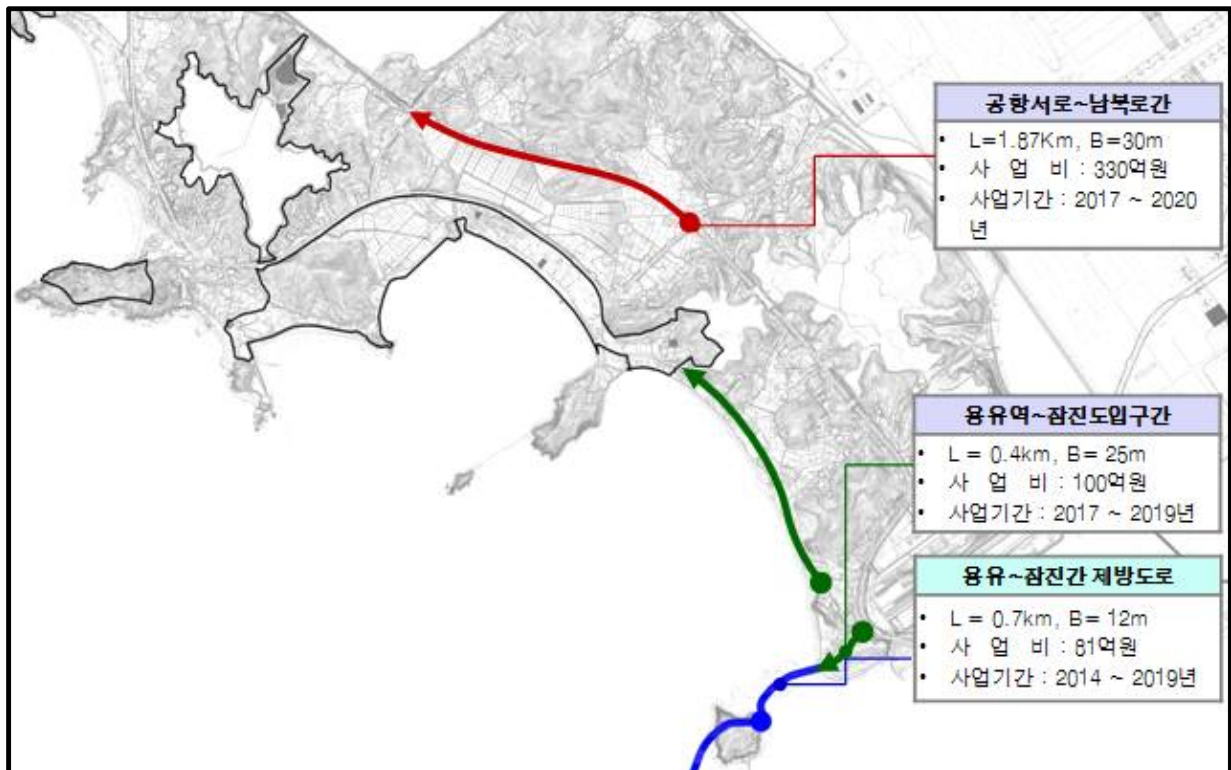 공항서로~남북로간
• L=1.87Km, B=30m
• 사 업 비 : 330억원
• 사업기간 : 2017 ~ 2020
년
용유역~잠진도입구간
• L = 0.4km, B= 25m
• 사 업 비 : 100억원
• 사업기간 : 2017 ~ 2019년
용유~잠진간 제방도로
• L = 0.7km, B= 12m
• 사 업 비 : 81억원
• 사업기간 : 2014 ~ 2019년